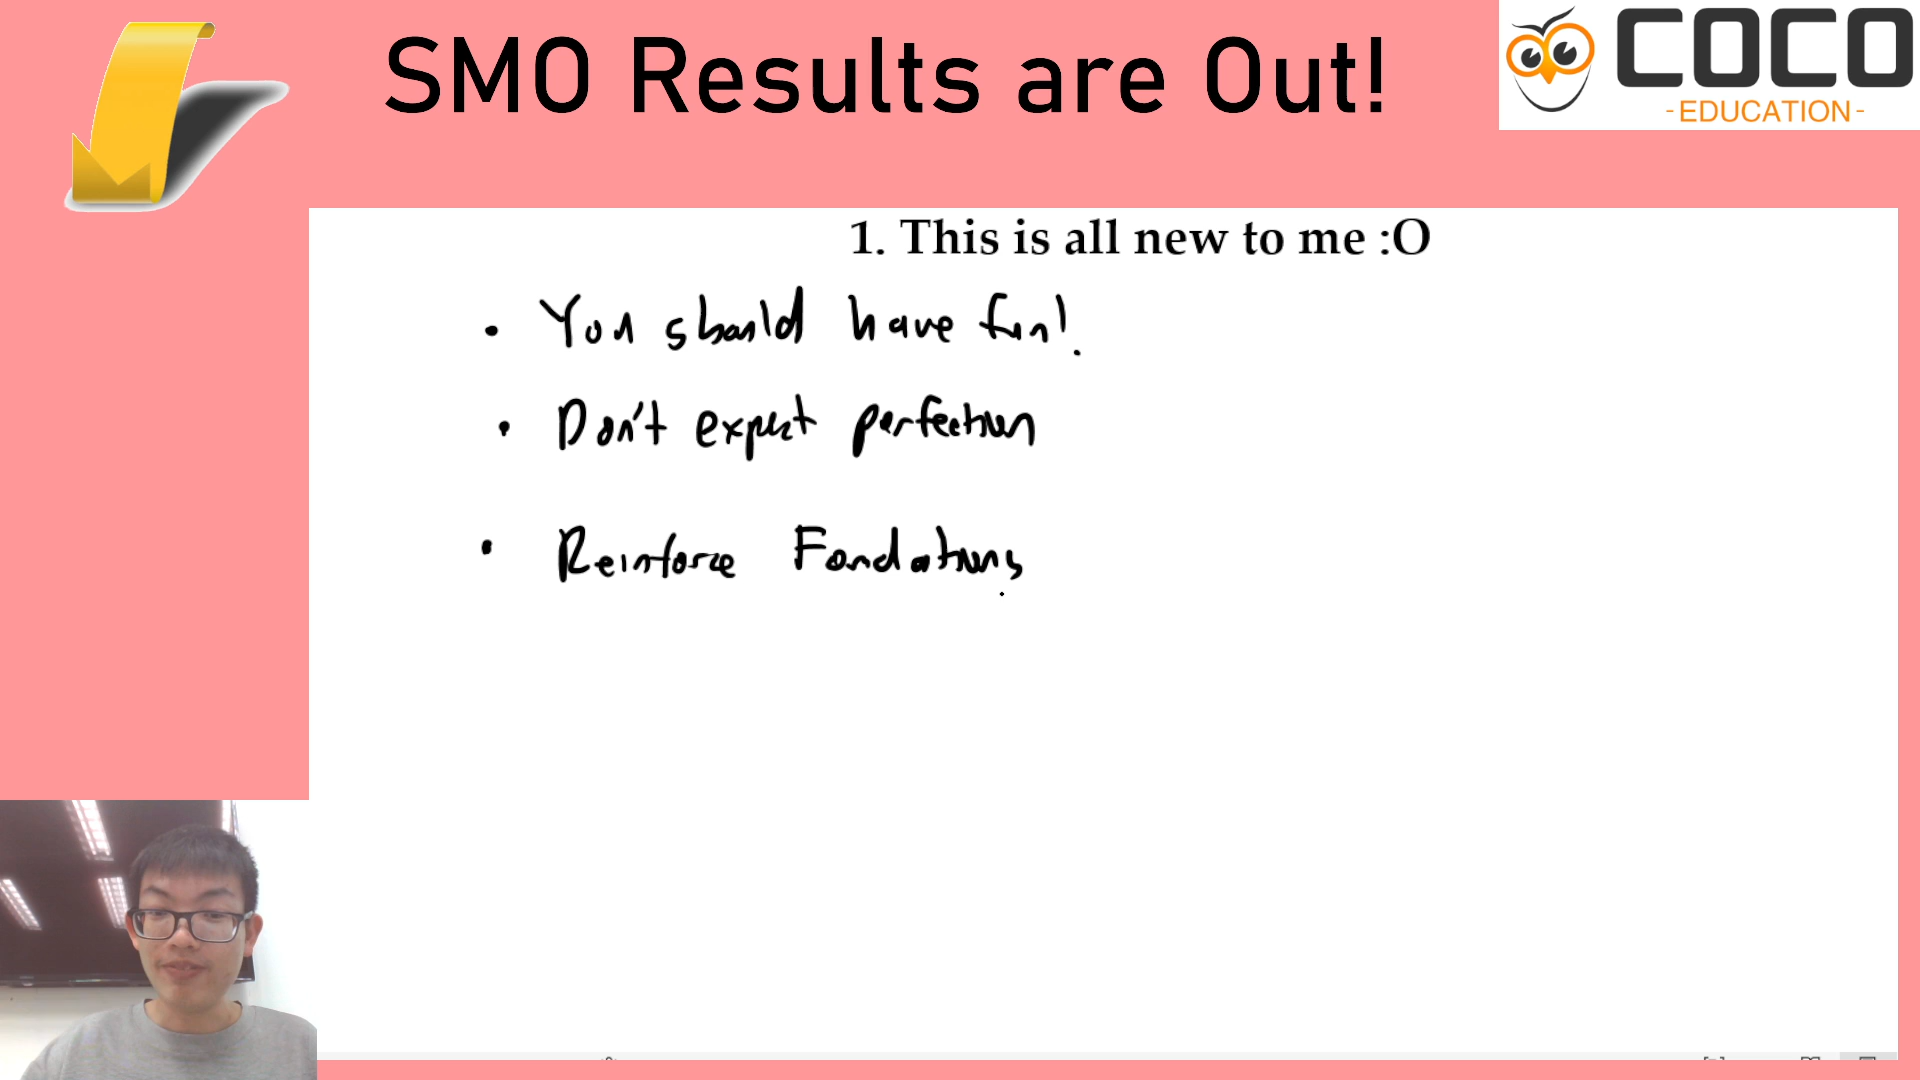 SMO Results are Out!
COCO
-EDUCATION-
1. This is all new to me :O
• You should have fun!
• Don't expect perfection
• Reinforce Fondations